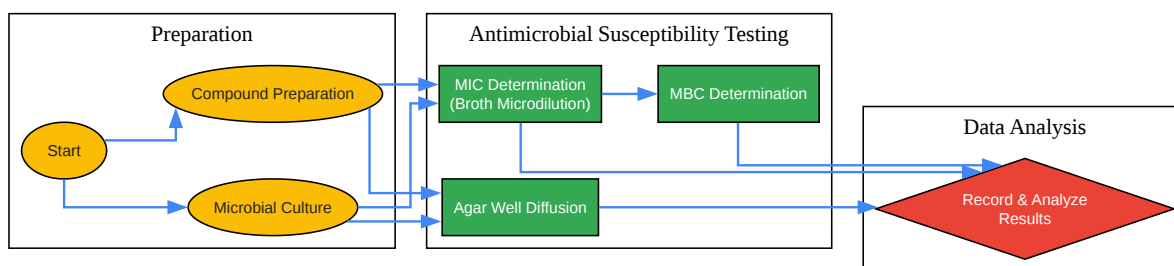 Preparation
Antimicrobial Susceptibility Testing
Compound Preparation
MIC Determination
(Broth Microdilution)
MBC Determination
Data Analysis
Start
Microbial Culture
Agar Well Diffusion
Record & Analyze
Results